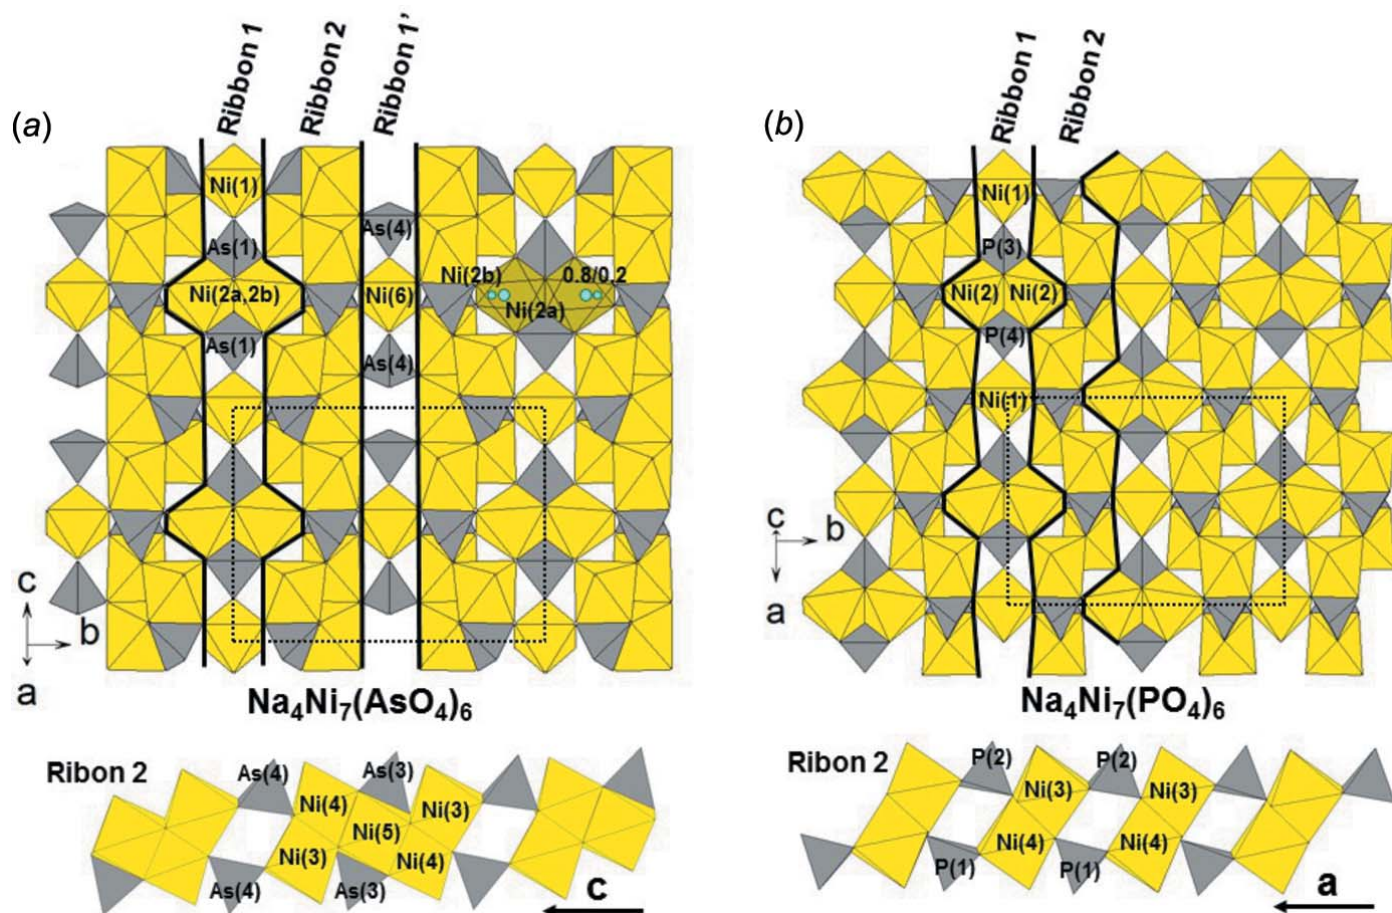 (a)
Ribbon 1
Ribbon 2
Ribbon 1'
Ni(1)
As(1)
Ni(2a,2b)
As(1)
As(4)
Ni(6)
As(4)
Ni(2b)
0.8/0.2
Ni(2a)
c
b
a
Na4Ni7(AsO4)6
Ribon 2
As(4)
As(3)
Ni(4)
Ni(3)
Ni(5)
Ni(3)
Ni(4)
As(4)
As(3)
c
(b)
Ribbon 1
Ribbon 2
Ni(1)
P(3)
Ni(2) Ni(2)
P(4)
Ni(1)
c
b
a
Na4Ni7(PO4)6
Ribon 2
P(2)
P(2)
Ni(3)
Ni(3)
Ni(4)
Ni(4)
P(1)
P(1)
a